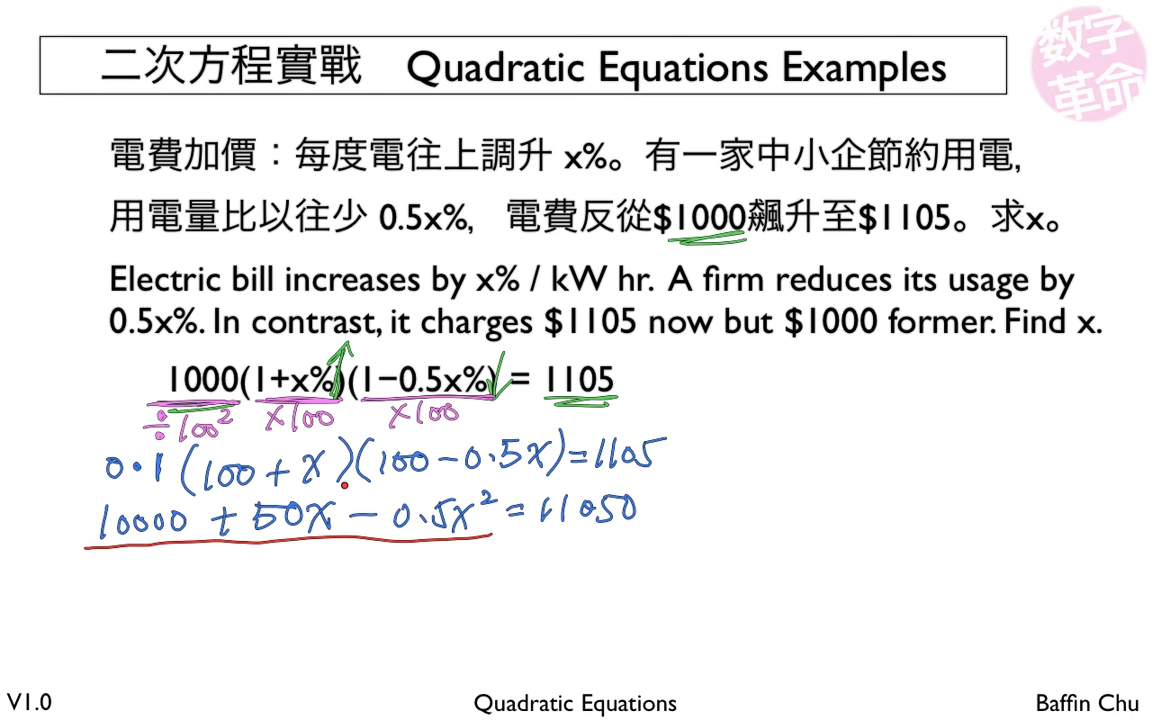 二次方程實戰 Quadratic Equations Examples
数字
革命
電費加價：每度電往上調升 x%。有一家中小企節約用電,
用電量比以往少 0.5x%, 電費反從$1000飆升至$1105。求x。
Electric bill increases by x% / kW hr. A firm reduces its usage by
0.5x%. In contrast, it charges $1105 now but $1000 former. Find x.
1000(1+x%)(1−0.5x%) = 1105
÷100² ×100 ×100
0.1(100+x)(100-0.5x)=1105
10000 + 50x - 0.5x² = 11050
V1.0 Quadratic Equations Baffin Chu